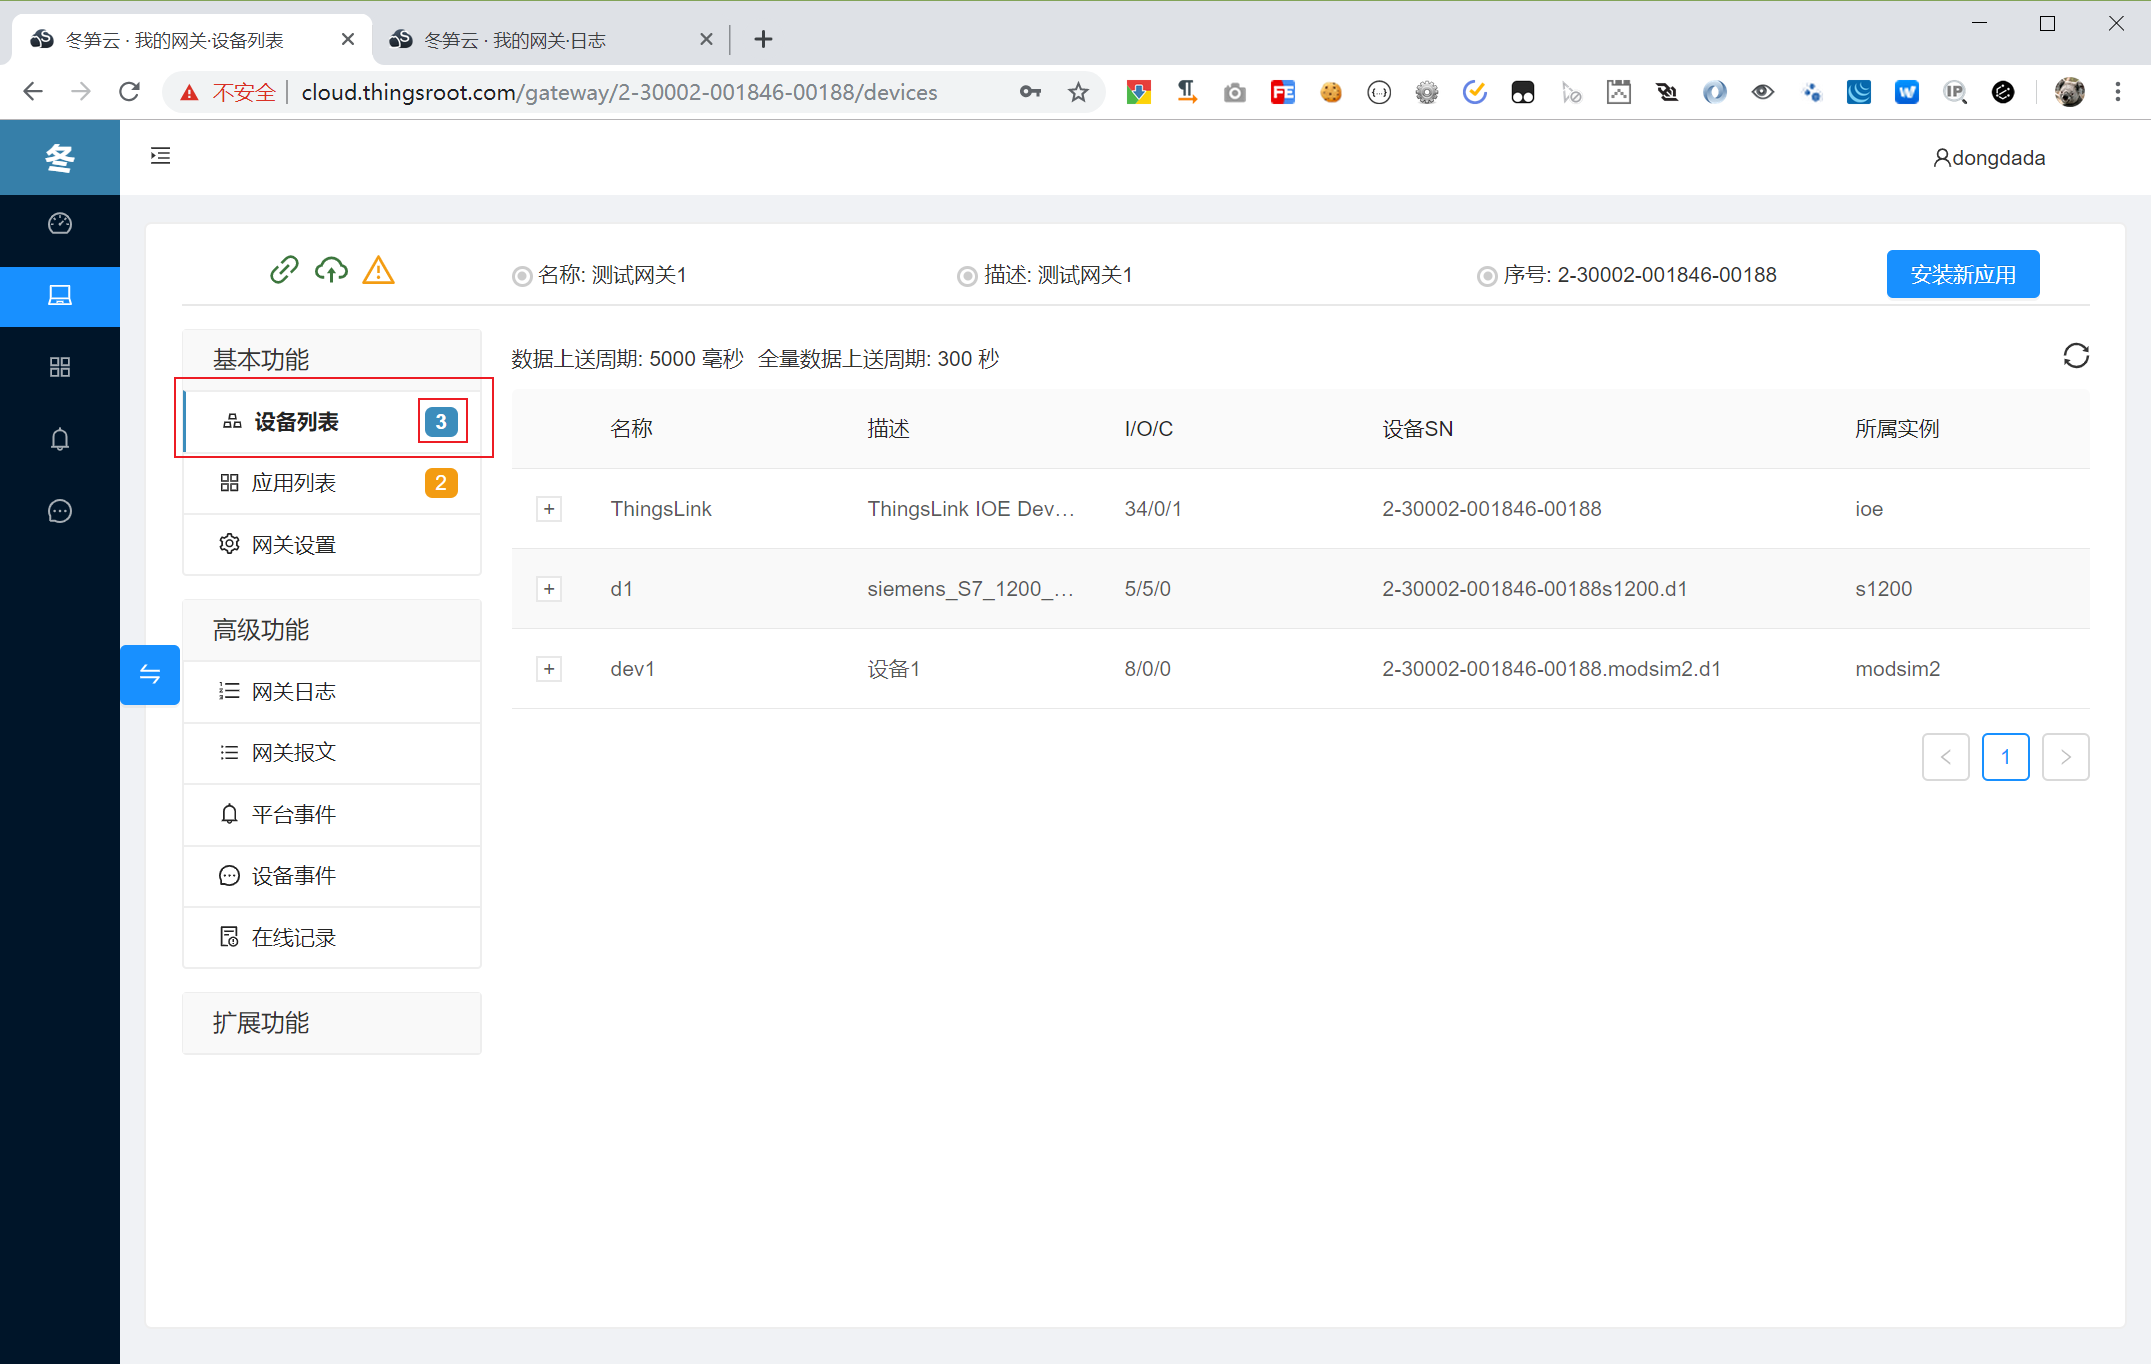 冬笋云 · 我的网关·设备列表
冬笋云 · 我的网关·日志
不安全 cloud.thingsroot.com/gateway/2-30002-001846-00188/devices
冬
dongdada
名称: 测试网关1
描述: 测试网关1
序号: 2-30002-001846-00188
安装新应用
基本功能
设备列表 3
应用列表 2
网关设置
高级功能
网关日志
网关报文
平台事件
设备事件
在线记录
扩展功能
数据上送周期: 5000 毫秒 全量数据上送周期: 300 秒
名称 描述 I/O/C 设备SN 所属实例
+ ThingsLink ThingsLink IOE Dev… 34/0/1 2-30002-001846-00188 ioe
+ d1 siemens_S7_1200_… 5/5/0 2-30002-001846-00188s1200.d1 s1200
+ dev1 设备1 8/0/0 2-30002-001846-00188.modsim2.d1 modsim2
< 1 >